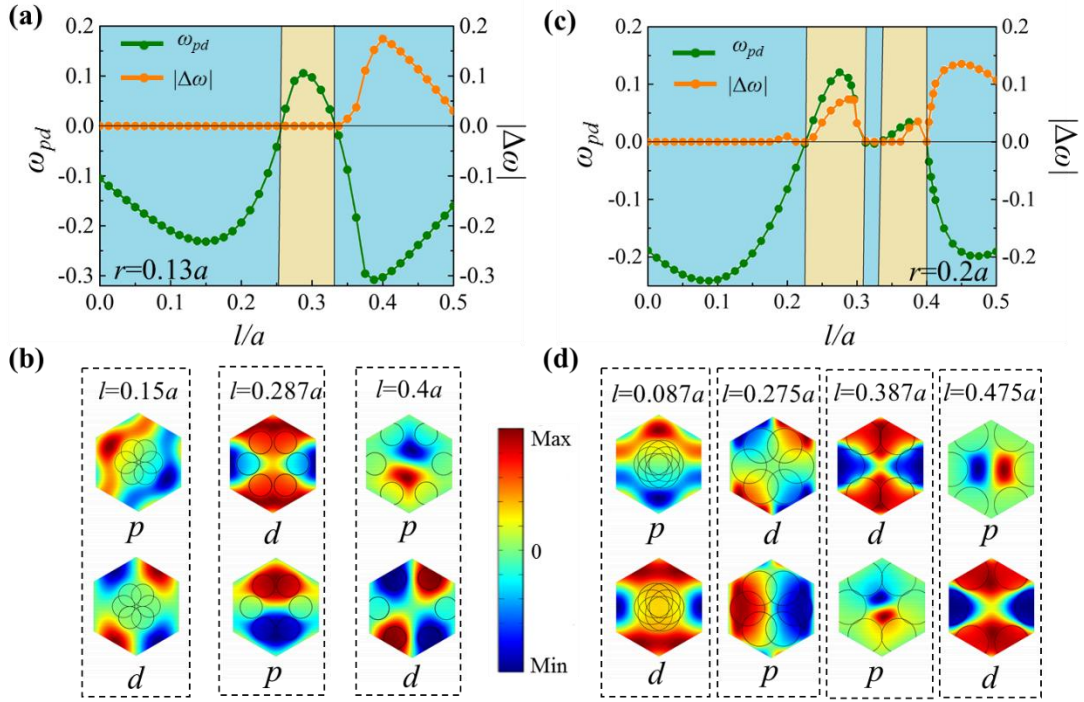 (a)
0.2
0.1
0.0
-0.1
-0.2
-0.3
ω_pd
ω_pd
|Δω|
r=0.13a
0.2
0.1
0.0
-0.1
-0.2
-0.3
|Δω|
0.0 0.1 0.2 0.3 0.4 0.5
l/a
(c)
0.2
0.1
-0.0
-0.1
-0.2
ω_pd
ω_pd
|Δω|
r=0.2a
0.2
0.1
0.0
-0.1
-0.2
|Δω|
0.0 0.1 0.2 0.3 0.4 0.5
l/a
(b)
l=0.15a l=0.287a l=0.4a
p d p
d p d
Max
0
Min
(d)
l=0.087a l=0.275a l=0.387a l=0.475a
p d d p
d p p d